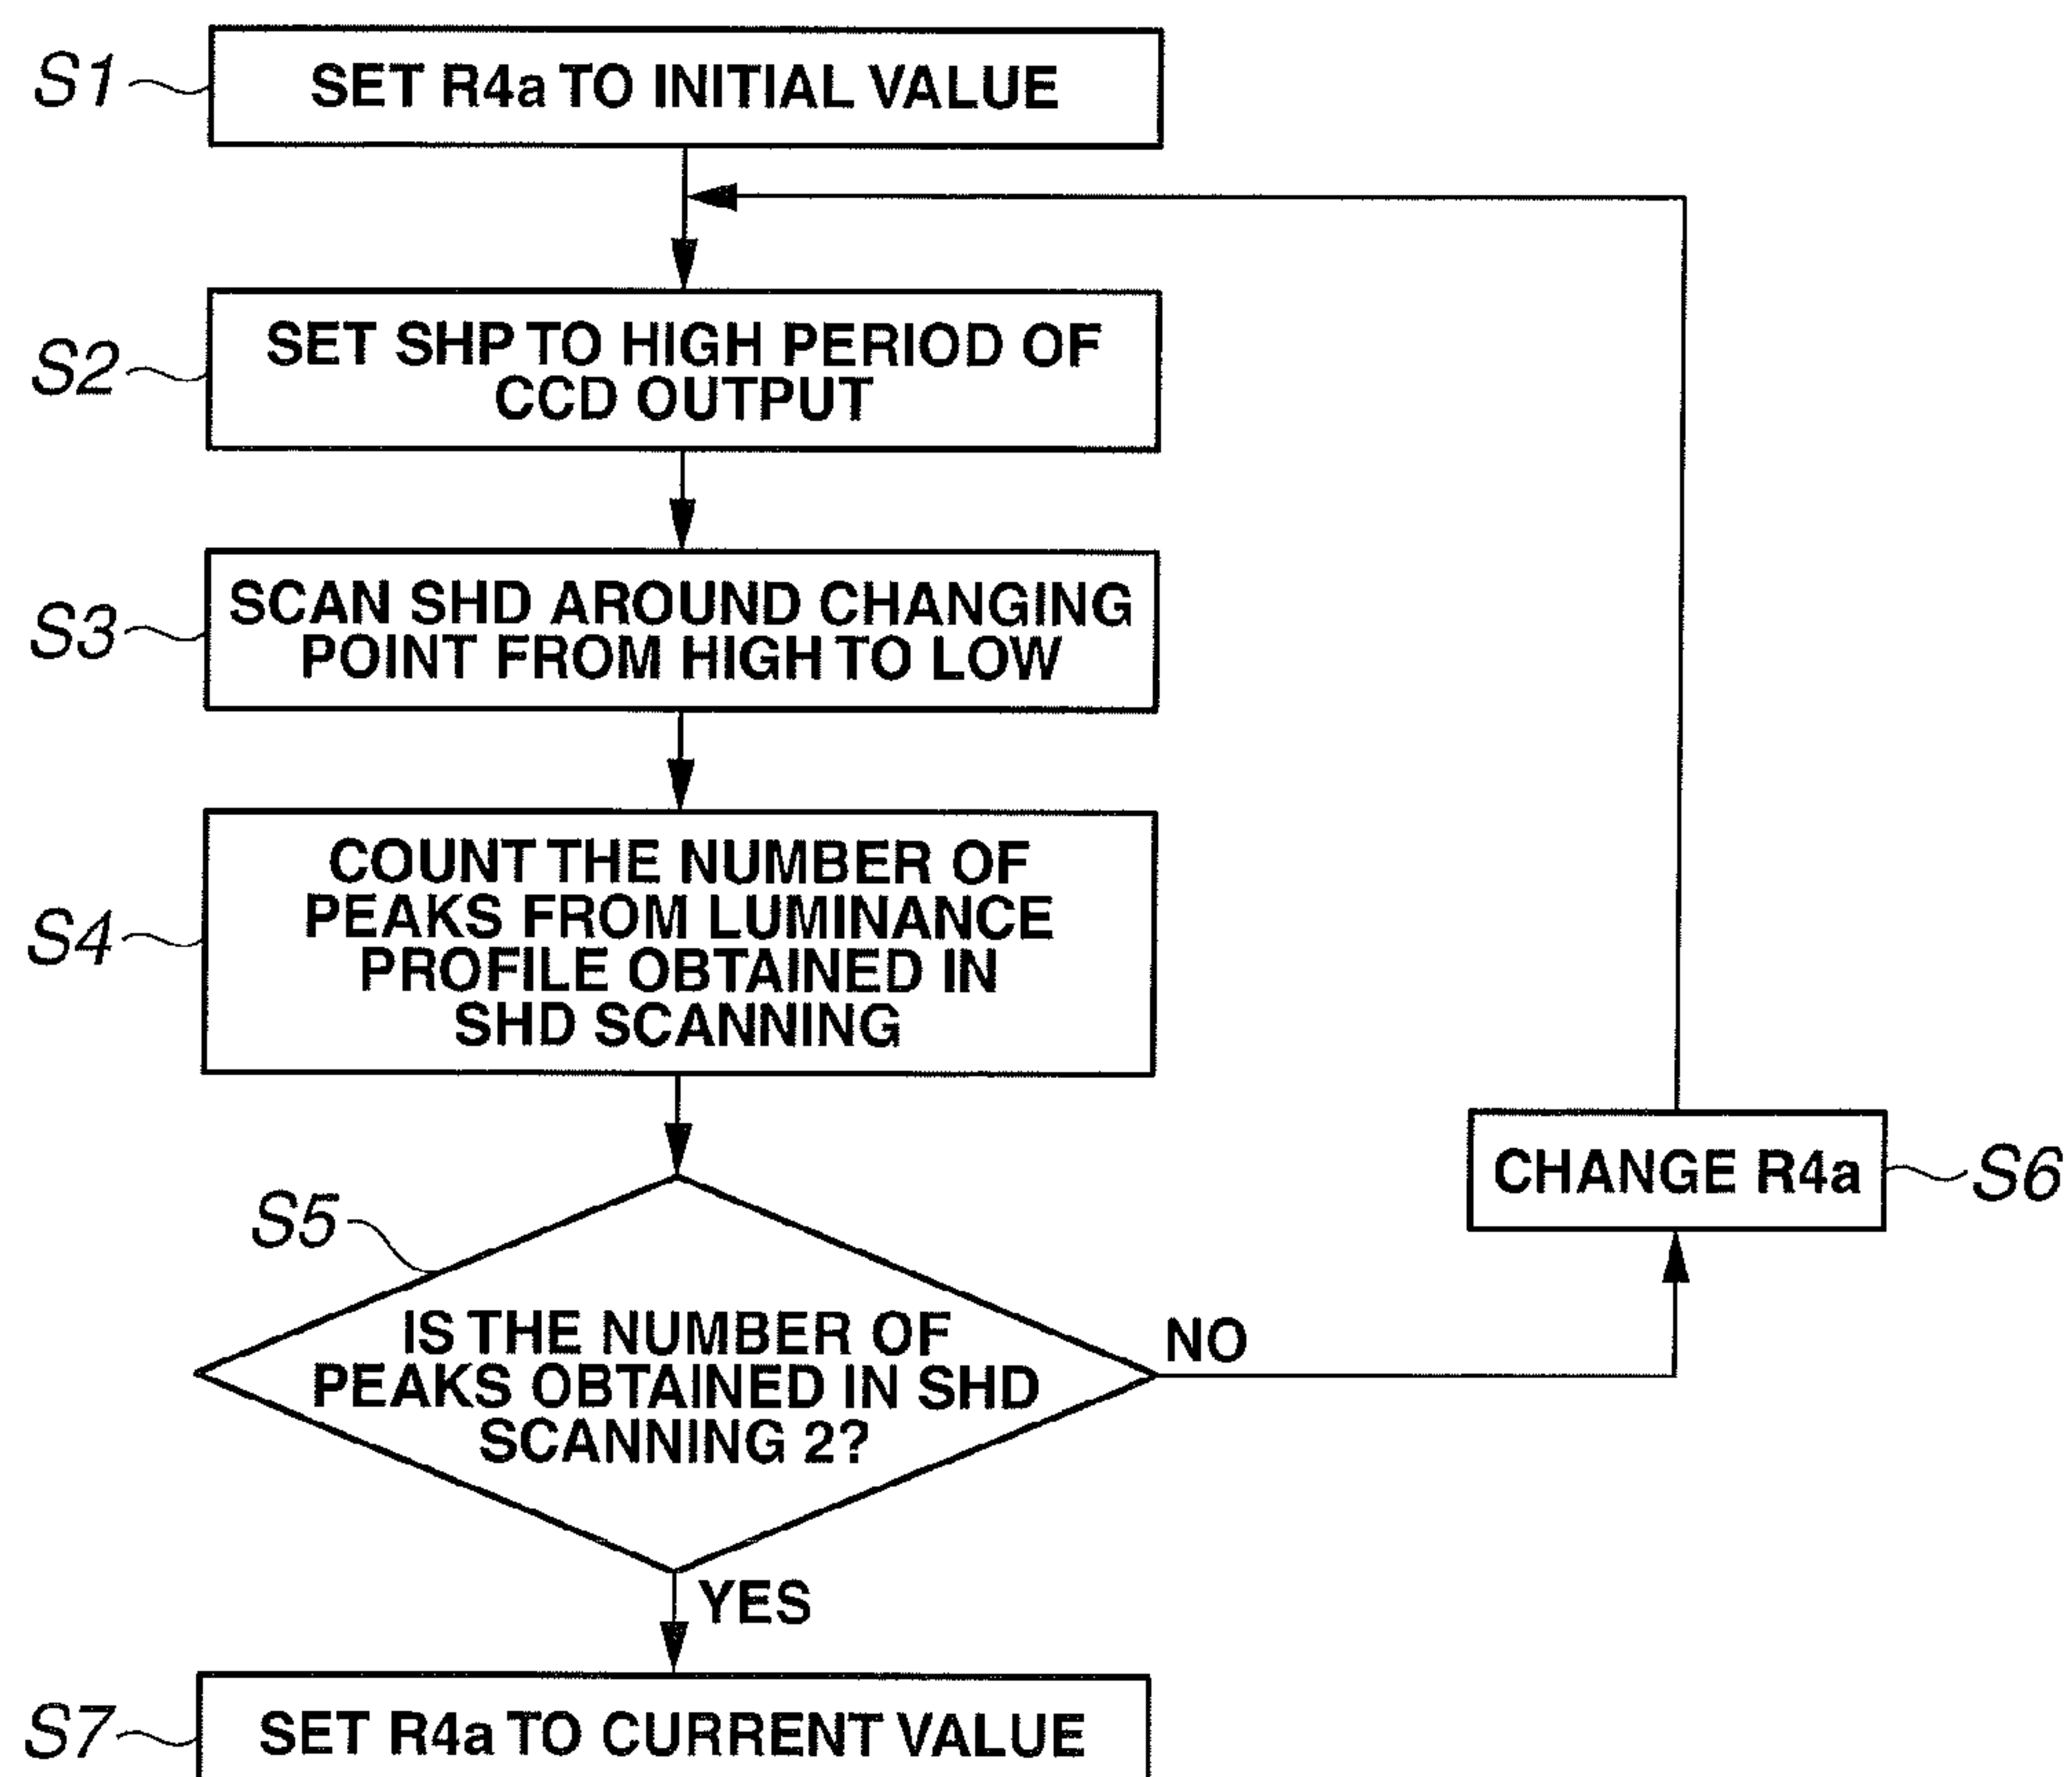 S1
SET R4a TO INITIAL VALUE
S2
SET SHP TO HIGH PERIOD OF
CCD OUTPUT
S3
SCAN SHD AROUND CHANGING
POINT FROM HIGH TO LOW
S4
COUNT THE NUMBER OF
PEAKS FROM LUMINANCE
PROFILE OBTAINED IN
SHD SCANNING
S5
IS THE NUMBER OF
PEAKS OBTAINED IN SHD
SCANNING 2?
NO
CHANGE R4a
S6
YES
S7
SET R4a TO CURRENT VALUE